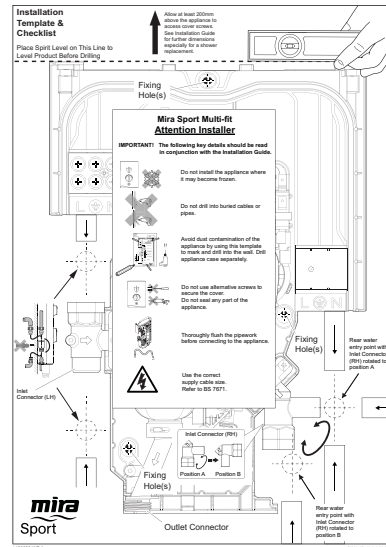 Installation
Template &
Checklist
Place Spirit Level on This Line to
Level Product Before Drilling
Allow at least 200mm
above the appliance to
access cover screws.
See Installation Guide
for further dimensions
especially for a shower
replacement.
Fixing
Hole(s)
Mira Sport Multi-fit
Attention Installer
IMPORTANT! The following key details should be read
in conjunction with the Installation Guide.
Do not install the appliance where
it may become frozen.
Do not drill into buried cables or
pipes.
Avoid dust contamination of the
appliance by using this template
to mark and drill into the wall. Drill
appliance case separately.
Do not use alternative screws to
secure the cover.
Do not seal any part of the
appliance.
Thoroughly flush the pipework
before connecting to the appliance.
Use the correct
supply cable size.
Refer to BS 7671.
L N
L N
Fixing
Hole(s)
Rear water
entry point with
Inlet Connector
(RH) rotated to
position A
Inlet
Connector (LH)
Inlet Connector (RH)
Position A
Position B
Fixing
Hole(s)
Rear water
entry point with
Inlet Connector
(RH) rotated to
position B
Outlet Connector
mira
Sport